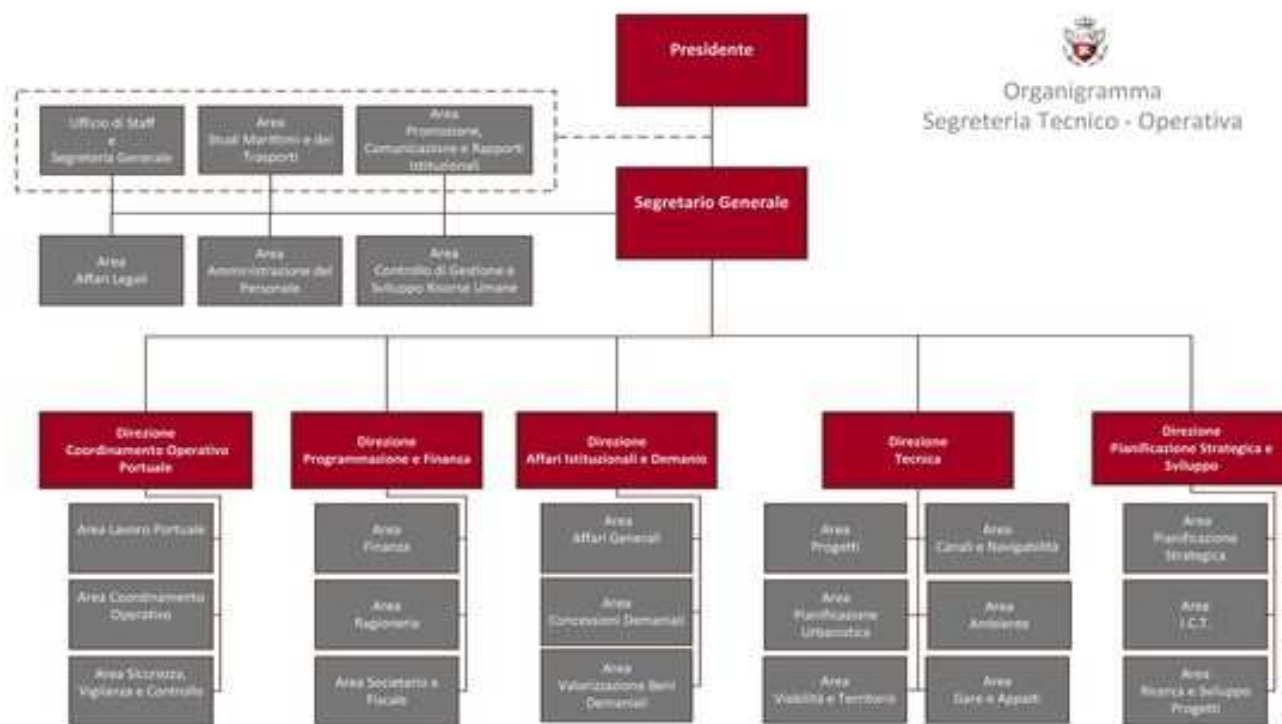 Presidente
Organigramma
Segreteria Tecnico - Operativa
Ufficio di Staff
e
Segreteria Generale
Area
Studi Marittimi e dei
Trasporti
Area
Promozione,
Comunicazione e Rapporti
Istituzionali
Segretario Generale
Area
Affari Legali
Area
Amministrazione del
Personale
Area
Controllo di Gestione e
Sviluppo Risorse Umane
Direzione
Coordinamento Operativo
Portuale
Direzione
Programmazione e Finanza
Direzione
Affari Istituzionali e Demanio
Direzione
Tecnica
Direzione
Pianificazione Strategica e
Sviluppo
Area Lavoro Portuale
Area Coordinamento
Operativo
Area Sicurezza,
Vigilanza e Controllo
Area
Finanza
Area
Ragioneria
Area Societario e
Fiscale
Area
Affari Generali
Area
Concessioni Demaniali
Area
Valorizzazione Beni
Demaniali
Area
Progetti
Area
Canali e Navigabilità
Area
Pianificazione
Urbanistica
Area
Ambiente
Area
Viabilità e Territorio
Area
Gare e Appalti
Area
Pianificazione
Strategica
Area
I.C.T.
Area
Ricerca e Sviluppo
Progetti